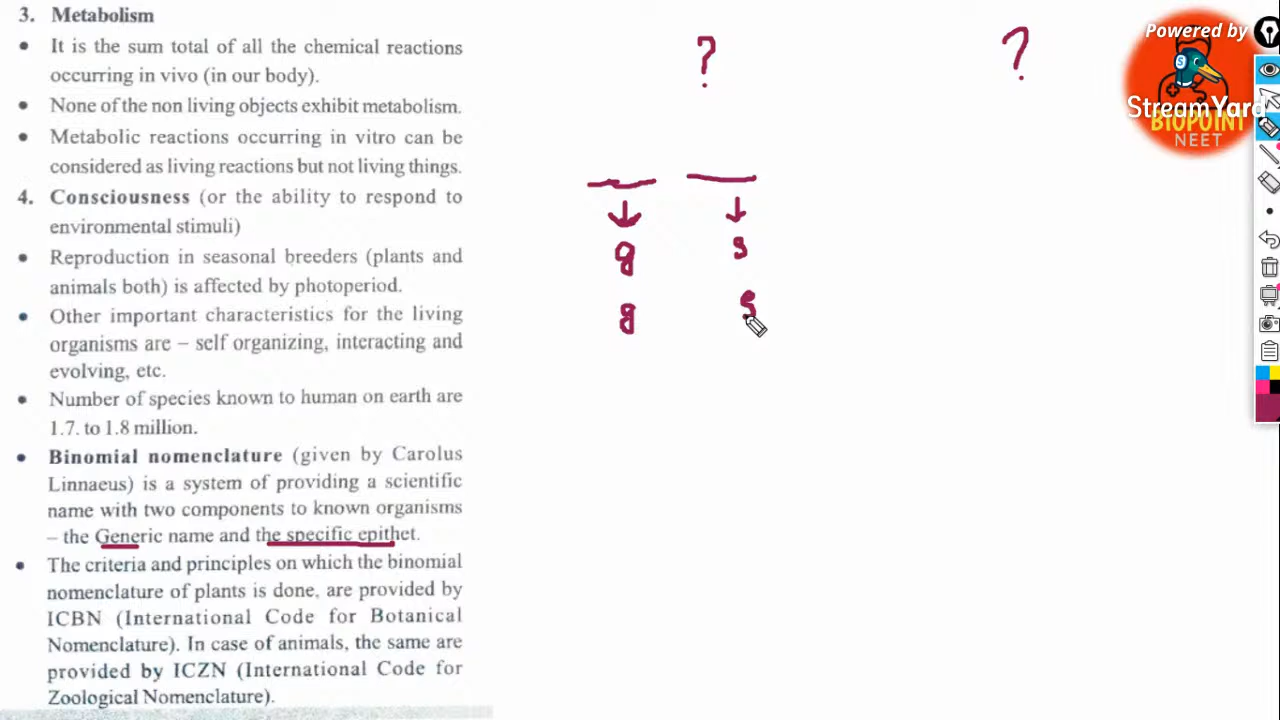 3. Metabolism
• It is the sum total of all the chemical reactions
occurring in vivo (in our body).
• None of the non living objects exhibit metabolism.
• Metabolic reactions occurring in vitro can be
considered as living reactions but not living things.
4. Consciousness (or the ability to respond to
environmental stimuli)
• Reproduction in seasonal breeders (plants and
animals both) is affected by photoperiod.
• Other important characteristics for the living
organisms are – self organizing, interacting and
evolving, etc.
• Number of species known to human on earth are
1.7. to 1.8 million.
• Binomial nomenclature (given by Carolus
Linnaeus) is a system of providing a scientific
name with two components to known organisms
– the Generic name and the specific epithet.
• The criteria and principles on which the binomial
nomenclature of plants is done, are provided by
ICBN (International Code for Botanical
Nomenclature). In case of animals, the same are
provided by ICZN (International Code for
Zoological Nomenclature).
? ?
g s
g s
Powered by
StreamYard
BIOPOINT
NEET